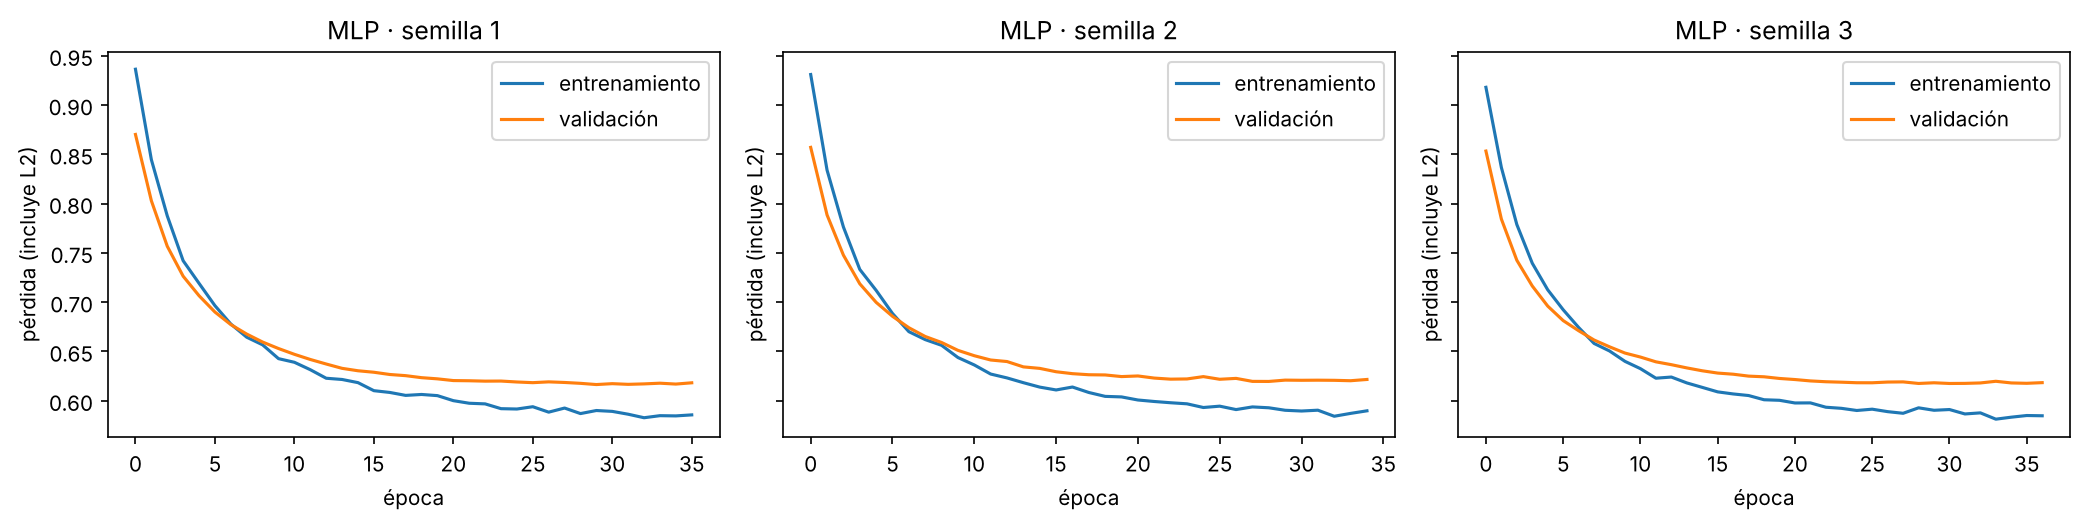 MLP · semilla 1
pérdida (incluye L2)
0.95
0.90
0.85
0.80
0.75
0.70
0.65
0.60
entrenamiento
validación
0 5 10 15 20 25 30 35
época
MLP · semilla 2
pérdida (incluye L2)
entrenamiento
validación
0 5 10 15 20 25 30 35
época
MLP · semilla 3
pérdida (incluye L2)
entrenamiento
validación
0 5 10 15 20 25 30 35
época